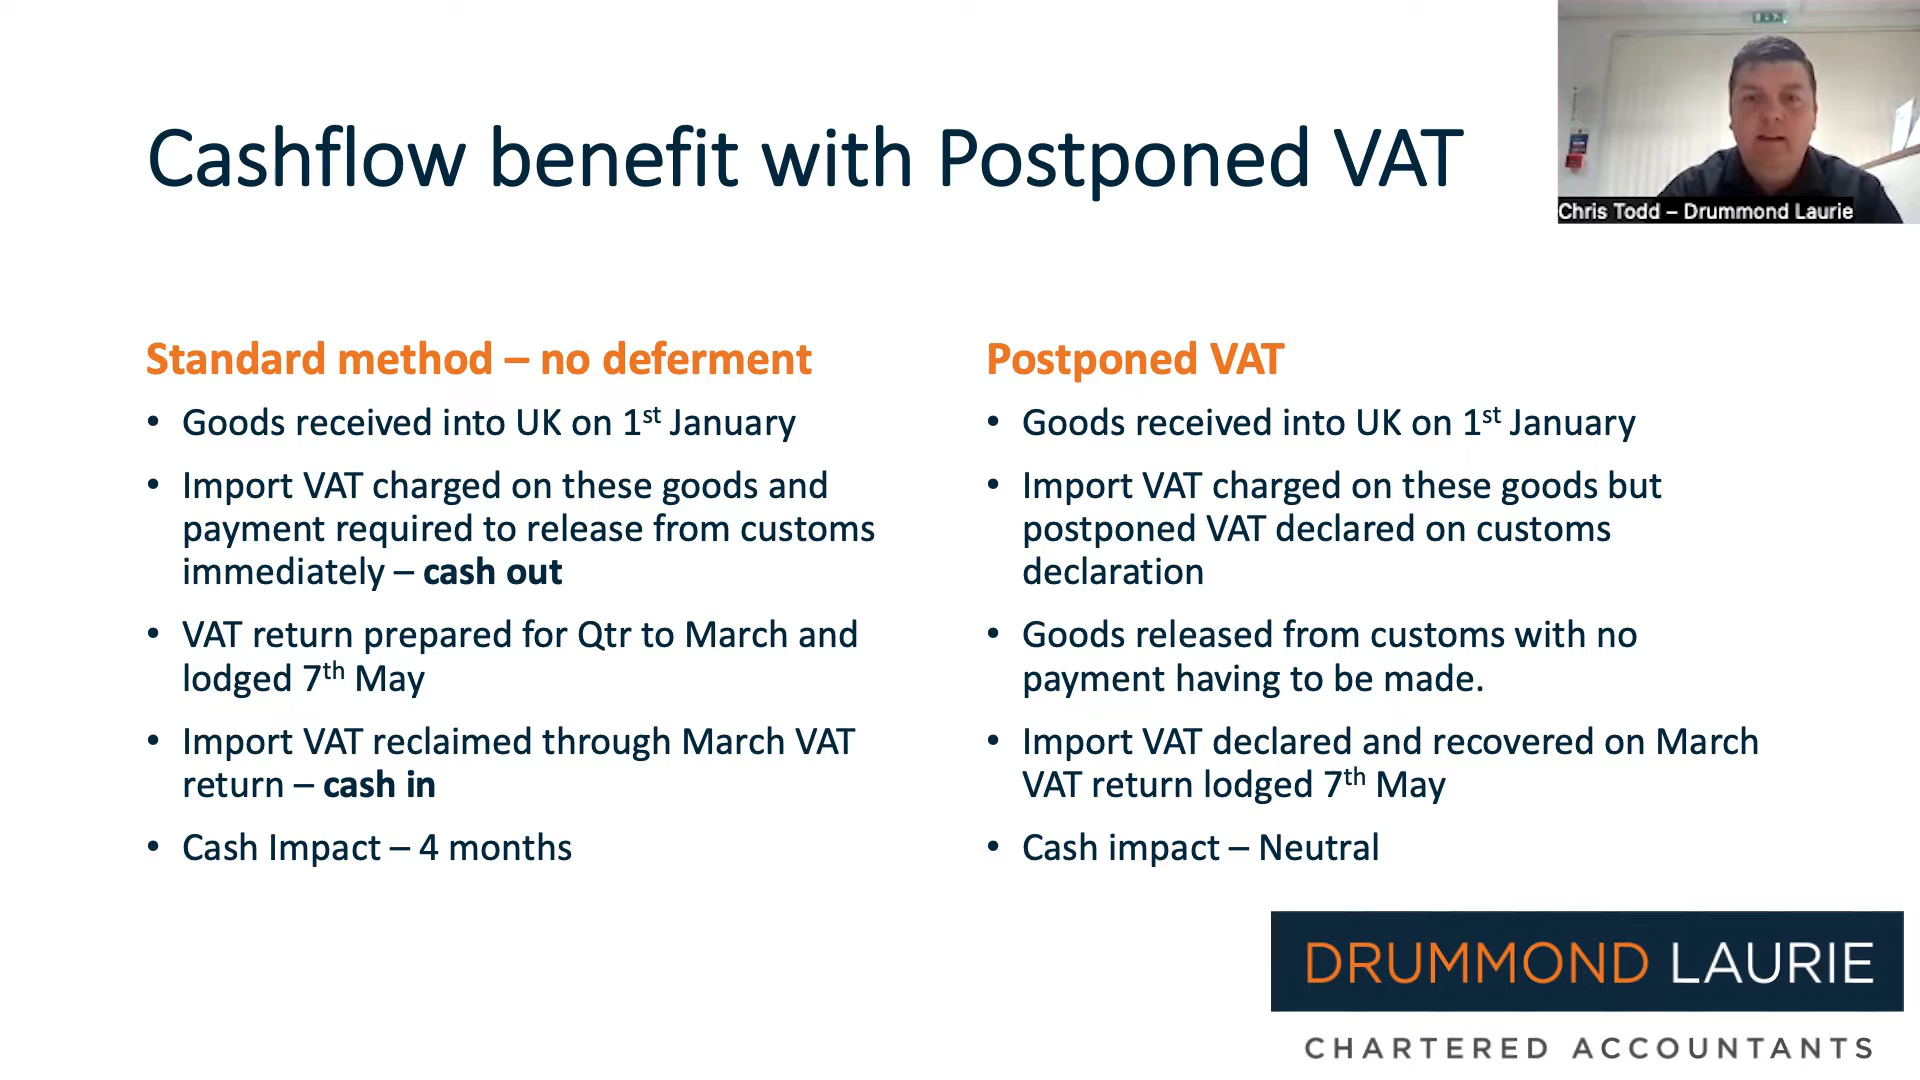 Cashflow benefit with Postponed VAT
Chris Todd – Drummond Laurie
Standard method – no deferment
• Goods received into UK on 1st January
• Import VAT charged on these goods and
payment required to release from customs
immediately – cash out
• VAT return prepared for Qtr to March and
lodged 7th May
• Import VAT reclaimed through March VAT
return – cash in
• Cash Impact – 4 months
Postponed VAT
• Goods received into UK on 1st January
• Import VAT charged on these goods but
postponed VAT declared on customs
declaration
• Goods released from customs with no
payment having to be made.
• Import VAT declared and recovered on March
VAT return lodged 7th May
• Cash impact – Neutral
DRUMMOND LAURIE
CHARTERED ACCOUNTANTS